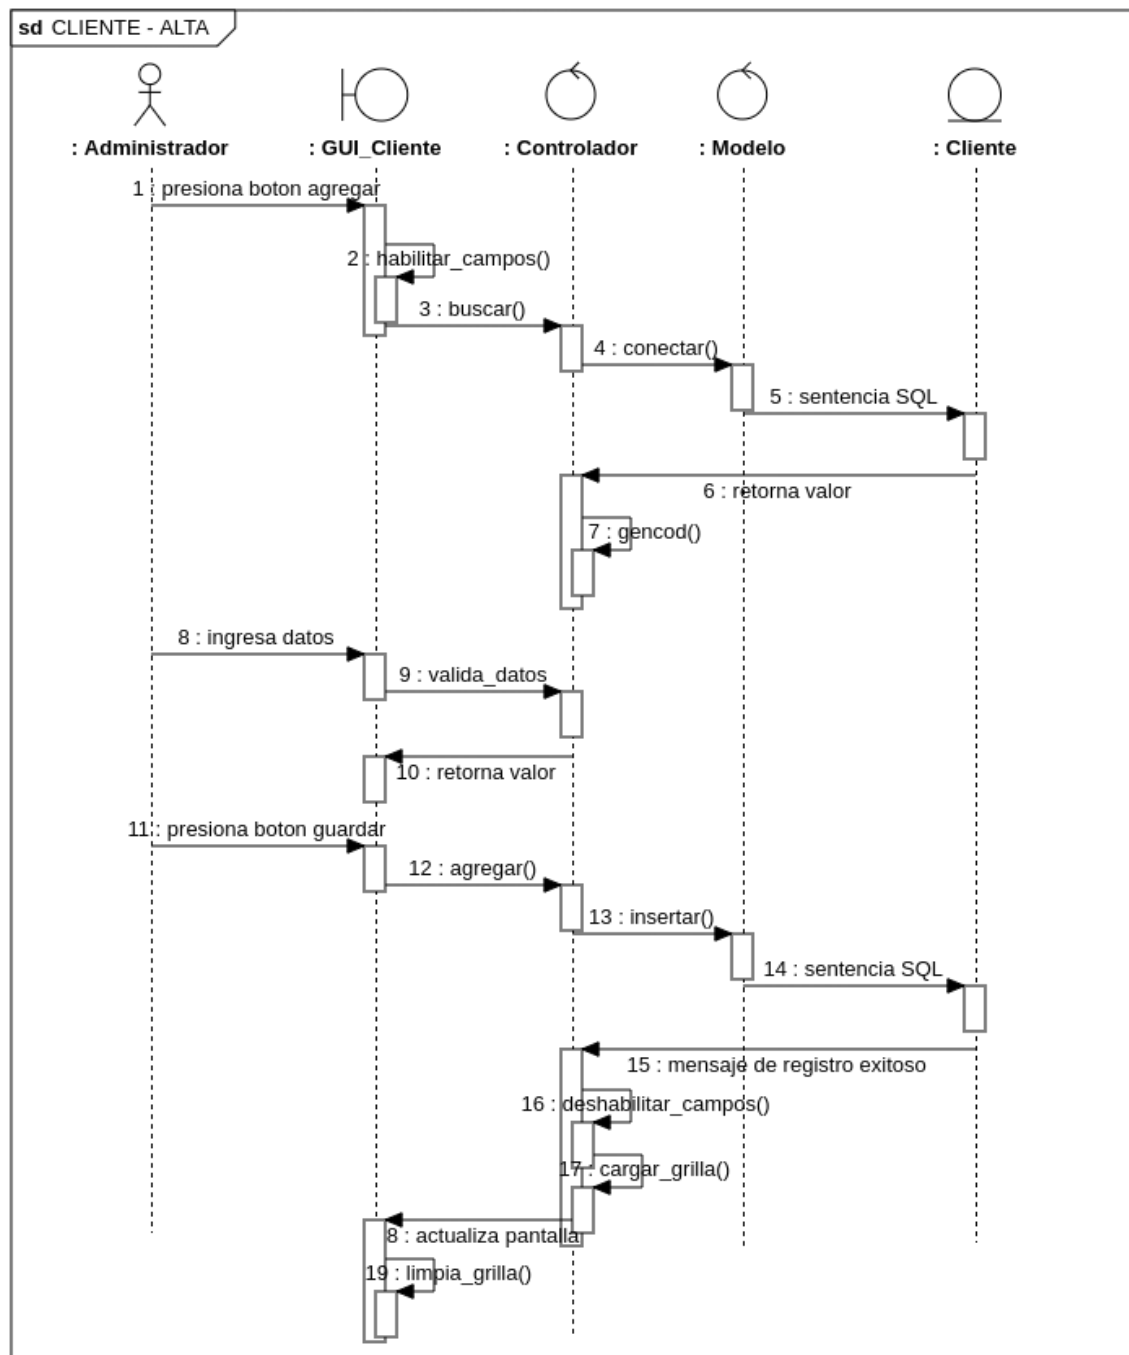 sd CLIENTE - ALTA
: Administrador
: GUI_Cliente
: Controlador
: Modelo
: Cliente
1 : presiona boton agregar
2 : habilitar_campos()
3 : buscar()
4 : conectar()
5 : sentencia SQL
6 : retorna valor
7 : gencod()
8 : ingresa datos
9 : valida_datos
10 : retorna valor
11 : presiona boton guardar
12 : agregar()
13 : insertar()
14 : sentencia SQL
15 : mensaje de registro exitoso
16 : deshabilitar_campos()
17 : cargar_grilla()
8 : actualiza pantalla
19 : limpia_grilla()